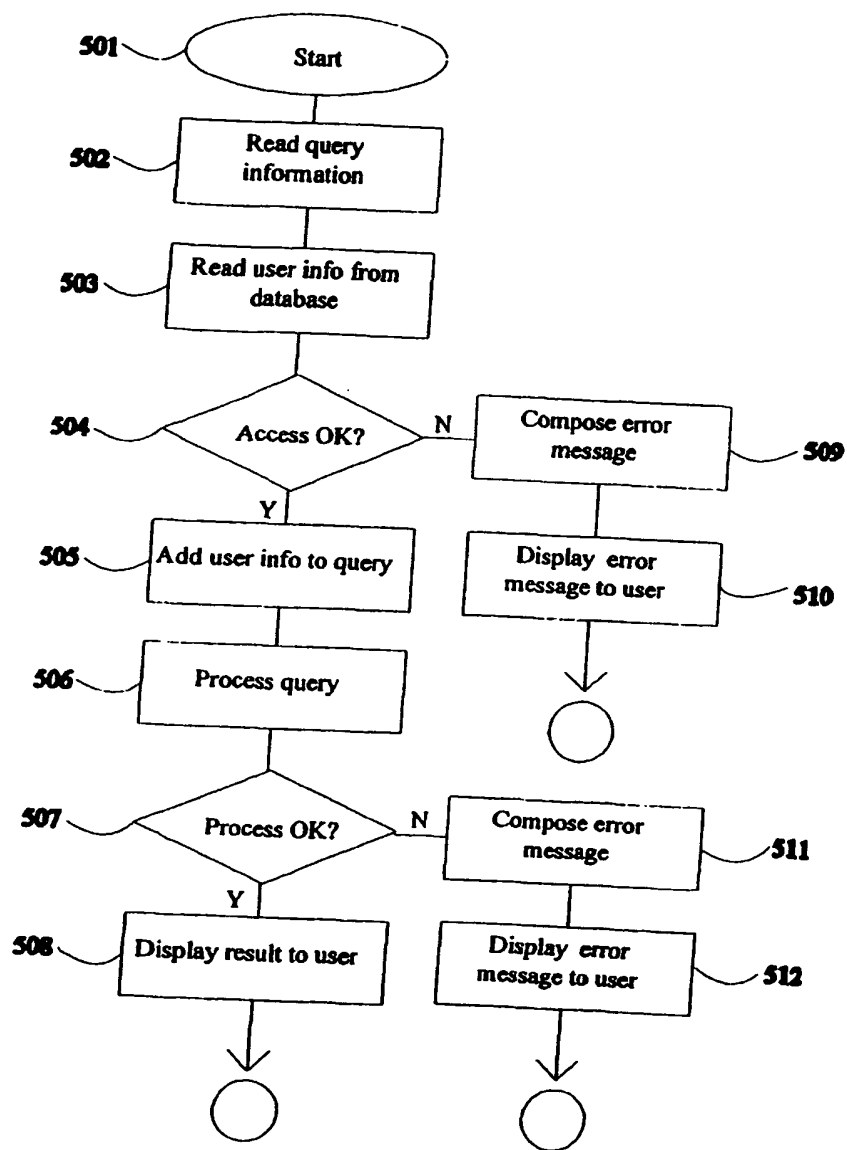 501
Start
502
Read query
information
503
Read user info from
database
504
Access OK?
N
Compose error
message
509
Y
505
Add user info to query
Display error
message to user
510
506
Process query
507
Process OK?
N
Compose error
message
511
Y
508
Display result to user
Display error
message to user
512